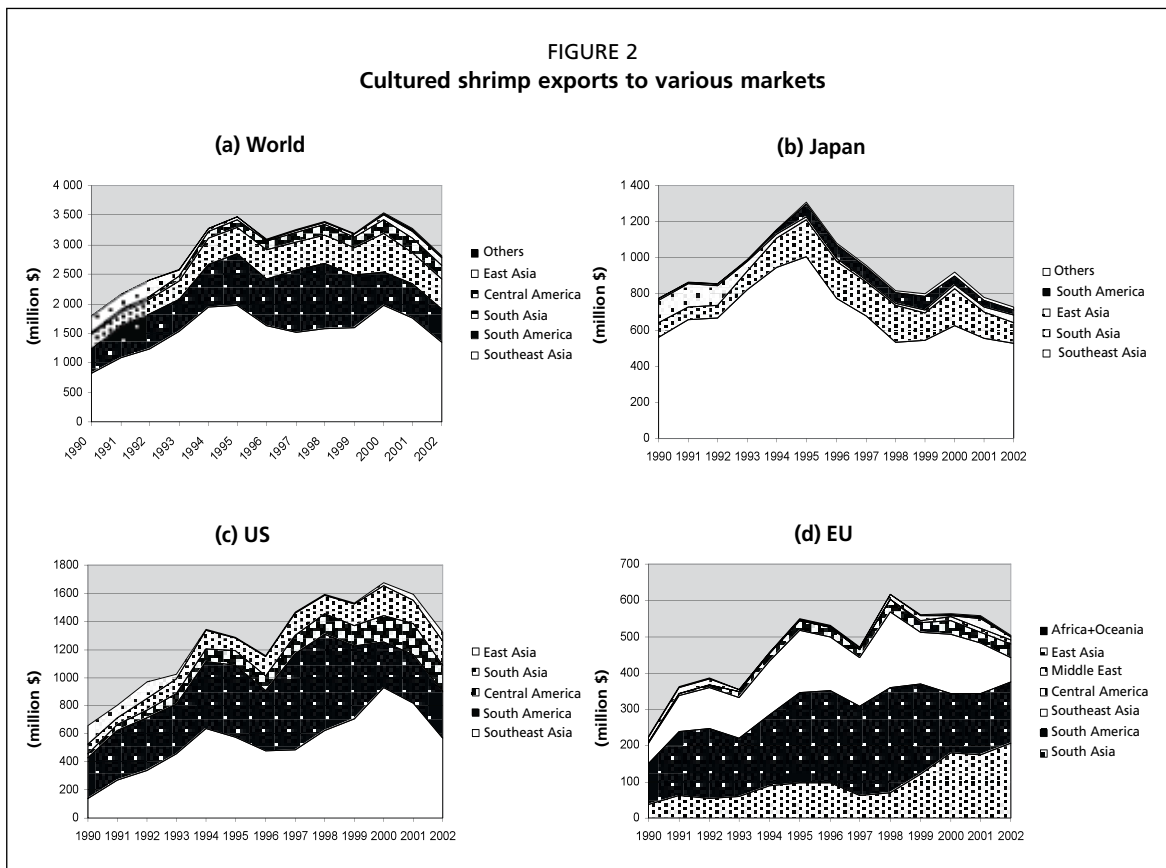 FIGURE 2
Cultured shrimp exports to various markets
(a) World
(million $)
4 000
3 500
3 000
2 500
2 000
1 500
1 000
500
0
1990
1991
1992
1993
1994
1995
1996
1997
1998
1999
2000
2001
2002
Others
East Asia
Central America
South Asia
South America
Southeast Asia
(b) Japan
(million $)
1 400
1 200
1 000
800
600
400
200
0
1990 1991 1992 1993 1994 1995 1996 1997 1998 1999 2000 2001 2002
Others
South America
East Asia
South Asia
Southeast Asia
(c) US
(million $)
1800
1600
1400
1200
1000
800
600
400
200
0
1990 1991 1992 1993 1994 1995 1996 1997 1998 1999 2000 2001 2002
East Asia
South Asia
Central America
South America
Southeast Asia
(d) EU
(million $)
700
600
500
400
300
200
100
0
1990 1991 1992 1993 1994 1995 1996 1997 1998 1999 2000 2001 2002
Africa+Oceania
East Asia
Middle East
Central America
Southeast Asia
South America
South Asia